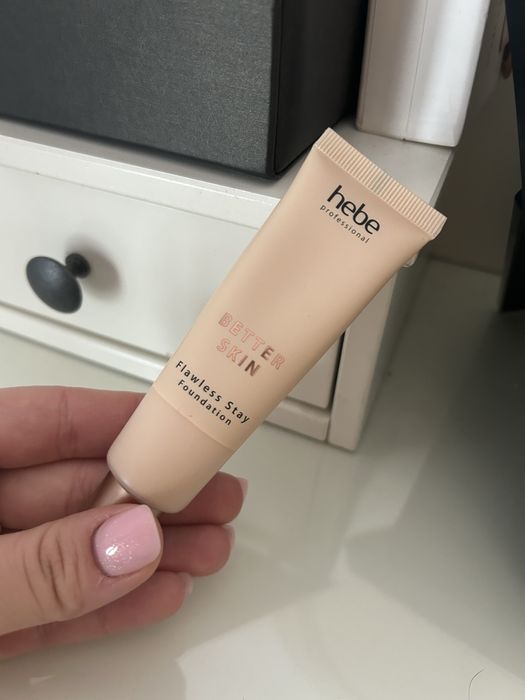 hebe
professional
BETTER
SKIN
Flawless Stay
Foundation